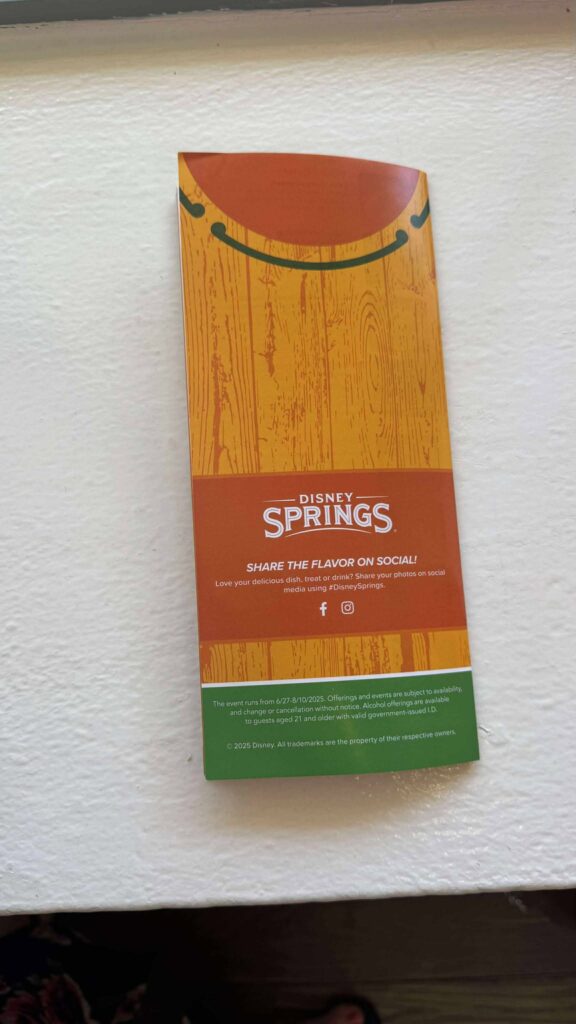 DISNEY
SPRINGS
SHARE THE FLAVOR ON SOCIAL!
Love your delicious dish, treat or drink? Share your photos on social
media using #DisneySprings.
The event runs from 6/27-8/10/2025. Offerings and events are subject to availability,
and change or cancellation without notice. Alcohol offerings are available
to guests aged 21 and older with valid government-issued I.D.
© 2025 Disney. All trademarks are the property of their respective owners.